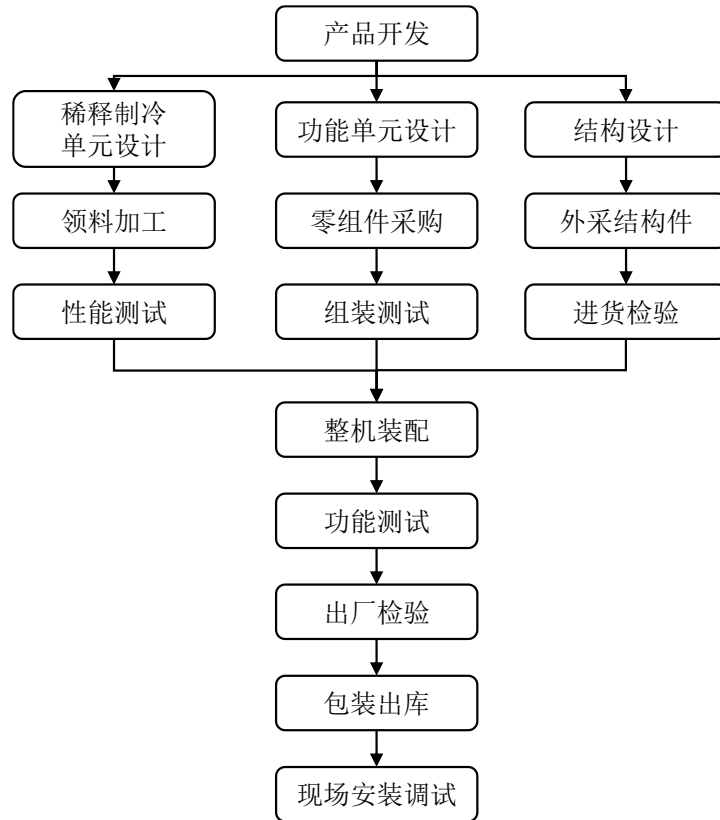 产品开发
稀释制冷
单元设计
功能单元设计
结构设计
领料加工
零组件采购
外采结构件
性能测试
组装测试
进货检验
整机装配
功能测试
出厂检验
包装出库
现场安装调试